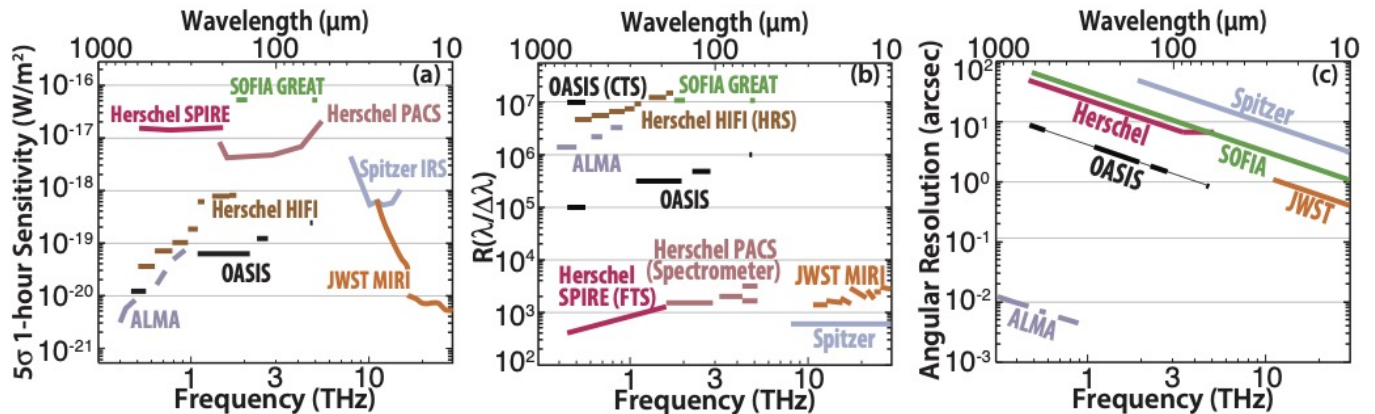 Wavelength (μm)
1000 100 10
(a)
5σ 1-hour Sensitivity (W/m²)
10⁻¹⁶
10⁻¹⁷
10⁻¹⁸
10⁻¹⁹
10⁻²⁰
10⁻²¹
SOFIA GREAT
Herschel SPIRE
Herschel PACS
Spitzer IRS
Herschel HIFI
OASIS
JWST MIRI
ALMA
1 3 10
Frequency (THz)
Wavelength (μm)
1000 100 10
(b)
R(λ/Δλ)
10⁷
10⁶
10⁵
10⁴
10³
10²
OASIS (CTS)
SOFIA GREAT
Herschel HIFI (HRS)
ALMA
OASIS
Herschel PACS
(Spectrometer)
Herschel
SPIRE (FTS)
JWST MIRI
Spitzer
1 3 10
Frequency (THz)
Wavelength (μm)
1000 100 10
(c)
Angular Resolution (arcsec)
10²
10¹
10⁰
10⁻¹
10⁻²
10⁻³
Spitzer
Herschel
SOFIA
OASIS
JWST
ALMA
1 3 10
Frequency (THz)